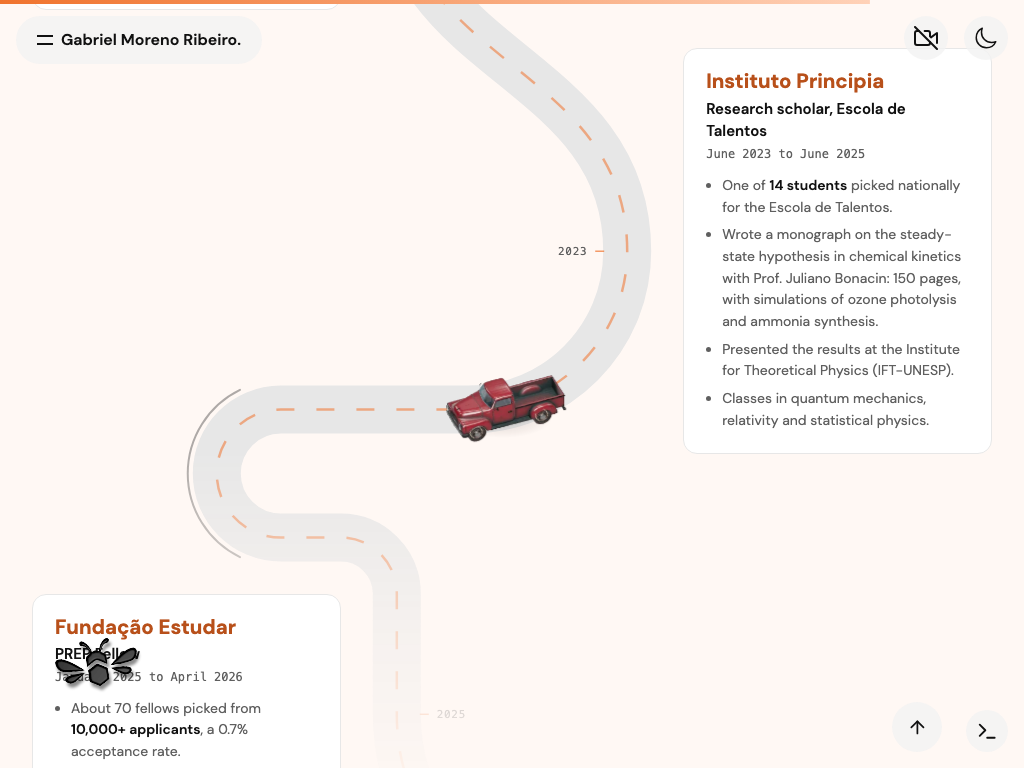 Gabriel Moreno Ribeiro.
Instituto Principia
Research scholar, Escola de
Talentos
June 2023 to June 2025
One of 14 students picked nationally
for the Escola de Talentos.
Wrote a monograph on the steady-
state hypothesis in chemical kinetics
with Prof. Juliano Bonacin: 150 pages,
with simulations of ozone photolysis
and ammonia synthesis.
Presented the results at the Institute
for Theoretical Physics (IFT-UNESP).
Classes in quantum mechanics,
relativity and statistical physics.
2023
Fundação Estudar
PREP Fellow
2025 to April 2026
About 70 fellows picked from
10,000+ applicants, a 0.7%
acceptance rate.
2025